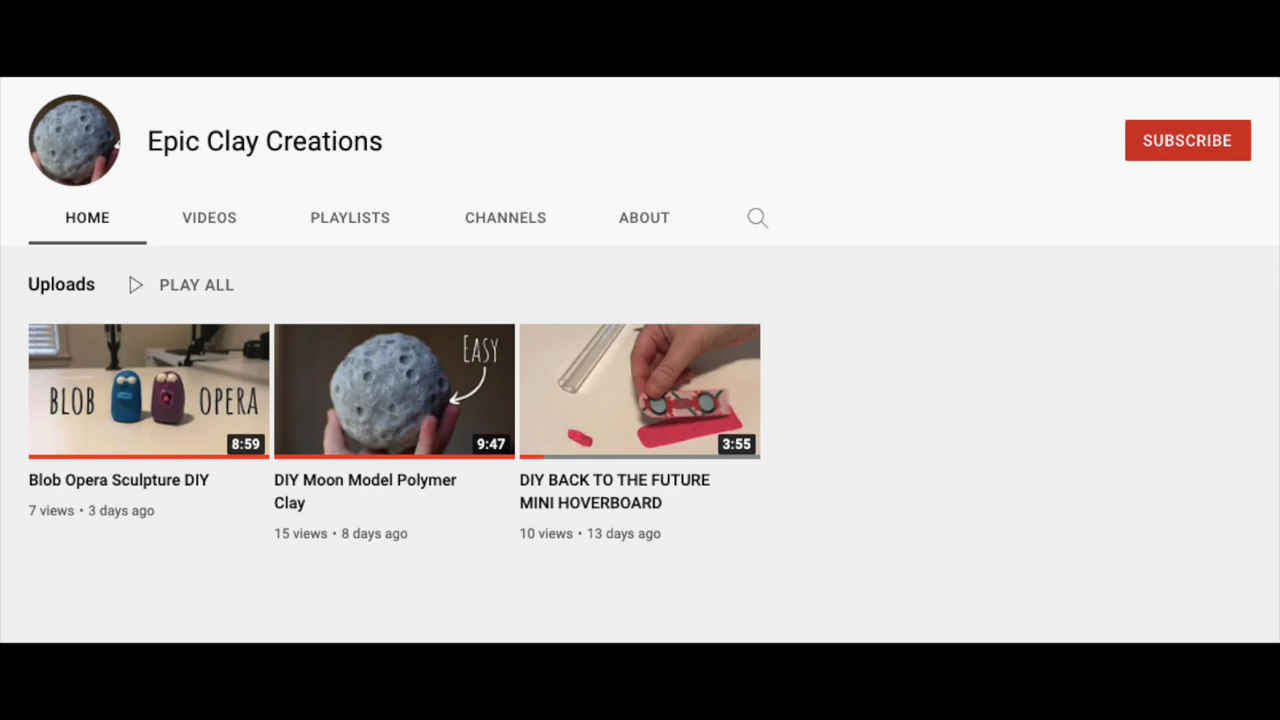 Epic Clay Creations
SUBSCRIBE
HOME
VIDEOS
PLAYLISTS
CHANNELS
ABOUT
Uploads
PLAY ALL
BLOB OPERA
8:59
Blob Opera Sculpture DIY
7 views • 3 days ago
EASY
9:47
DIY Moon Model Polymer
Clay
15 views • 8 days ago
3:55
DIY BACK TO THE FUTURE
MINI HOVERBOARD
10 views • 13 days ago